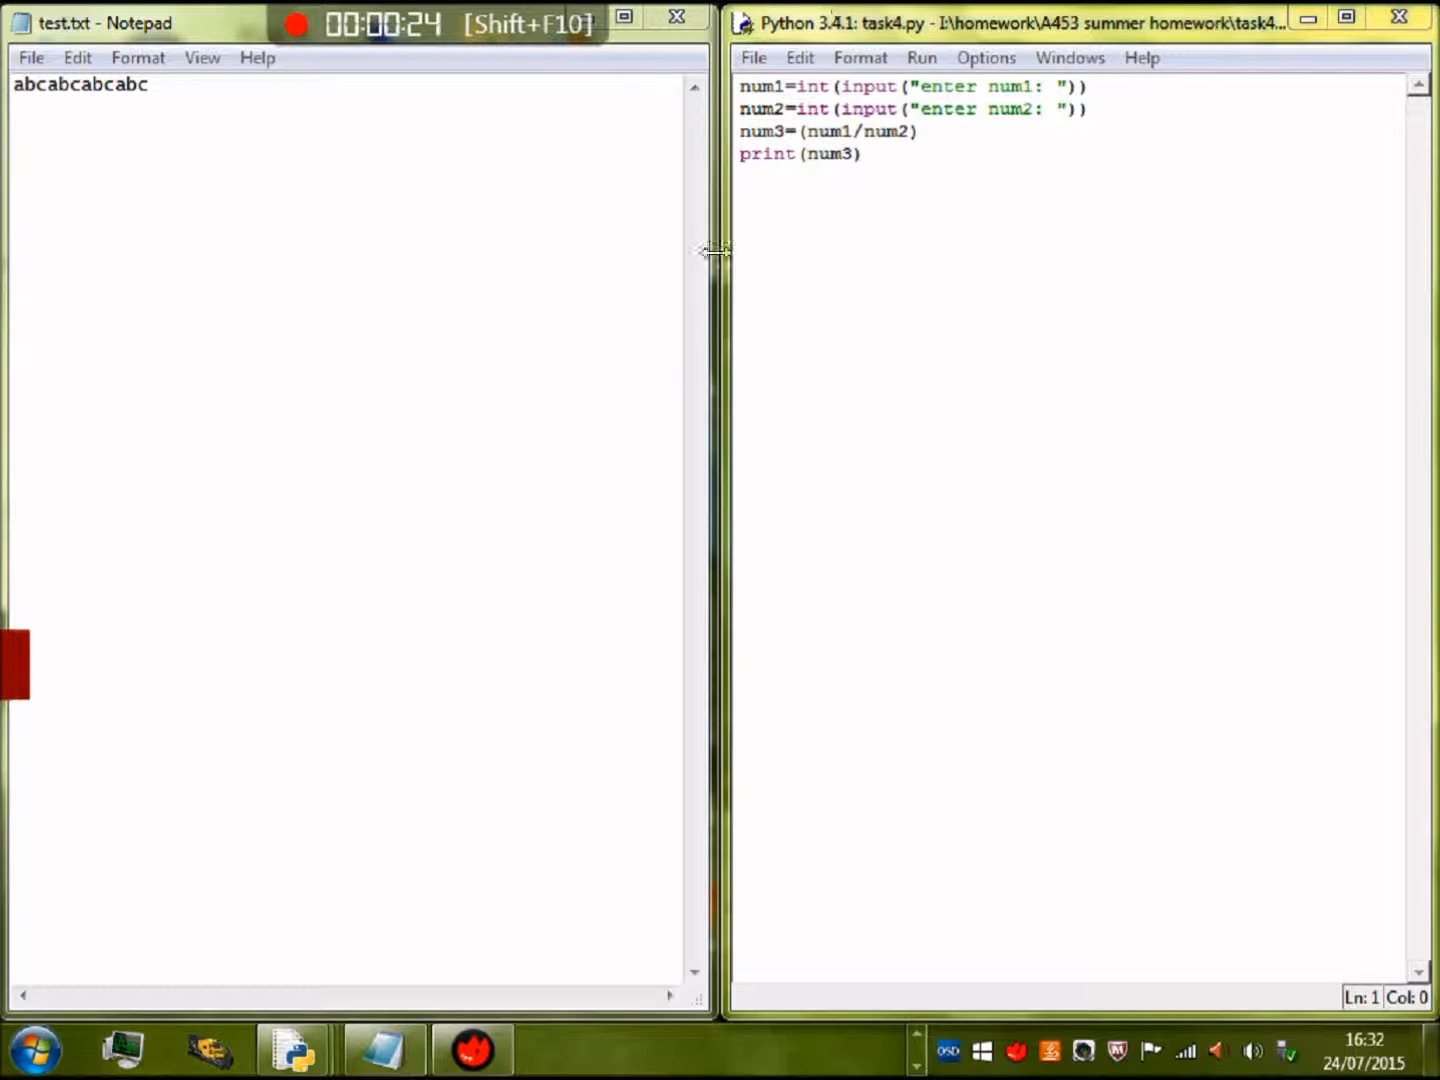 test.txt - Notepad
00:00:24 [Shift+F10]
File Edit Format View Help
abcabcabcabc
Python 3.4.1: task4.py - I:\homework\A453 summer homework\task4...
File Edit Format Run Options Windows Help
num1=int(input("enter num1: "))
num2=int(input("enter num2: "))
num3=(num1/num2)
print(num3)
Ln: 1 Col: 0
OSD
16:32
24/07/2015